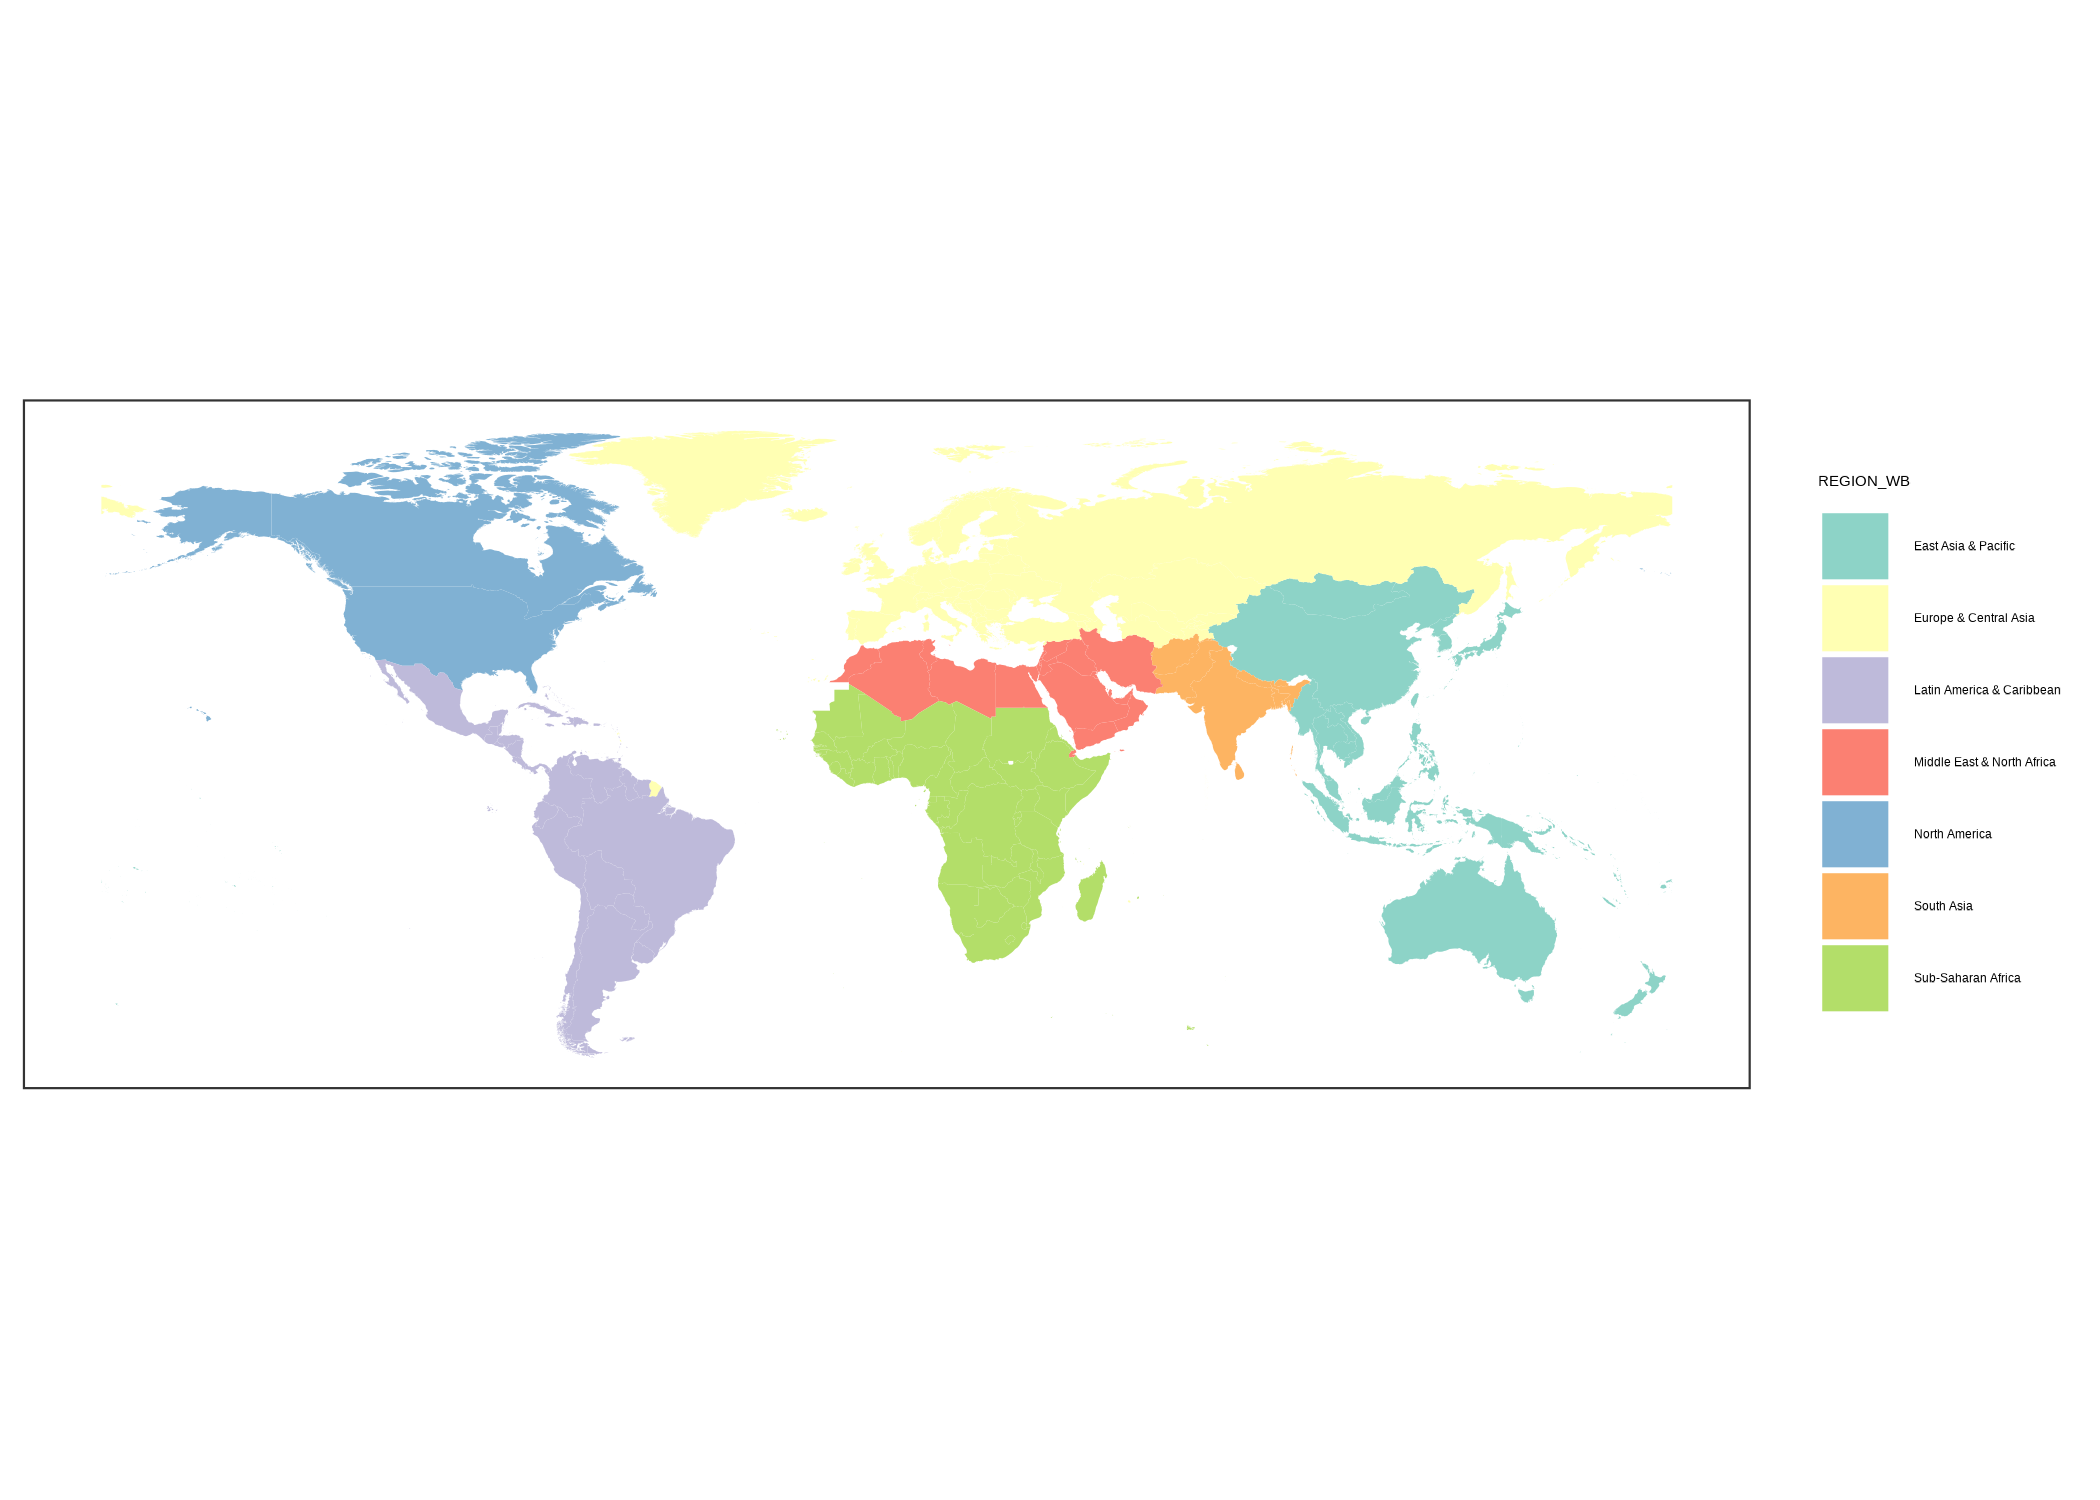 REGION_WB
East Asia & Pacific
Europe & Central Asia
Latin America & Caribbean
Middle East & North Africa
North America
South Asia
Sub-Saharan Africa